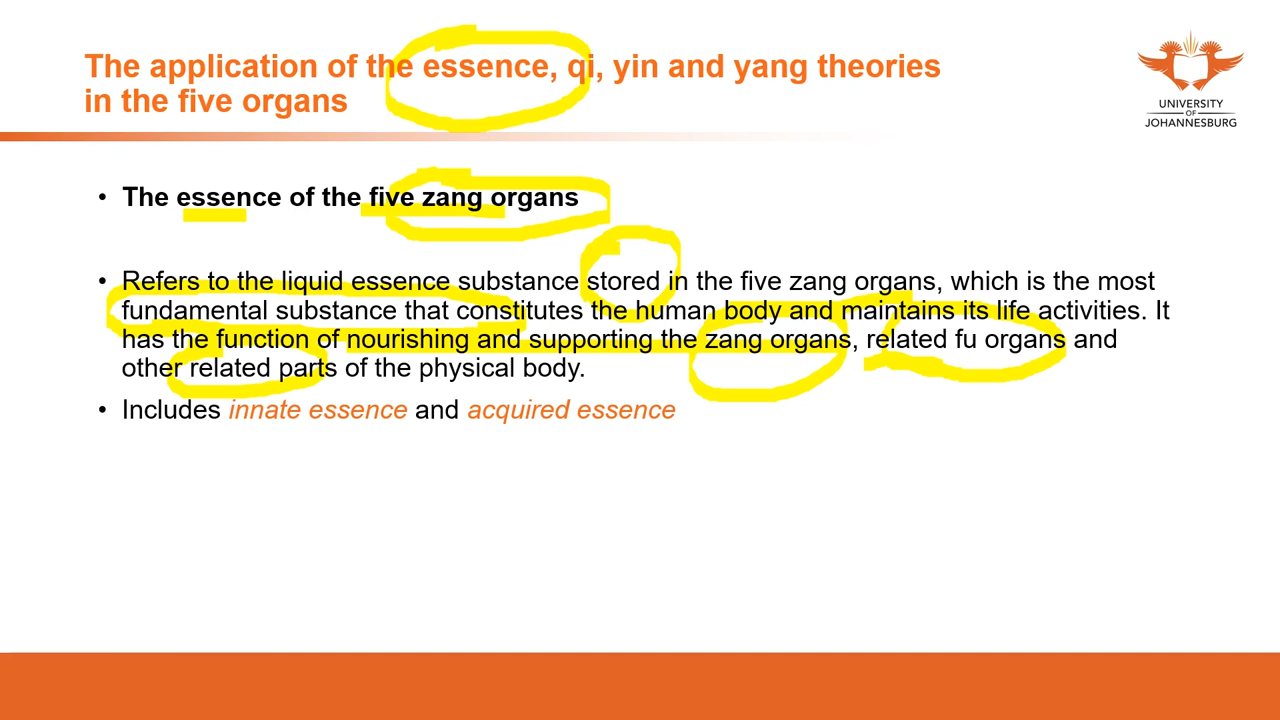 The application of the essence, qi, yin and yang theories
in the five organs
UNIVERSITY
OF
JOHANNESBURG
• The essence of the five zang organs
• Refers to the liquid essence substance stored in the five zang organs, which is the most
fundamental substance that constitutes the human body and maintains its life activities. It
has the function of nourishing and supporting the zang organs, related fu organs and
other related parts of the physical body.
• Includes innate essence and acquired essence